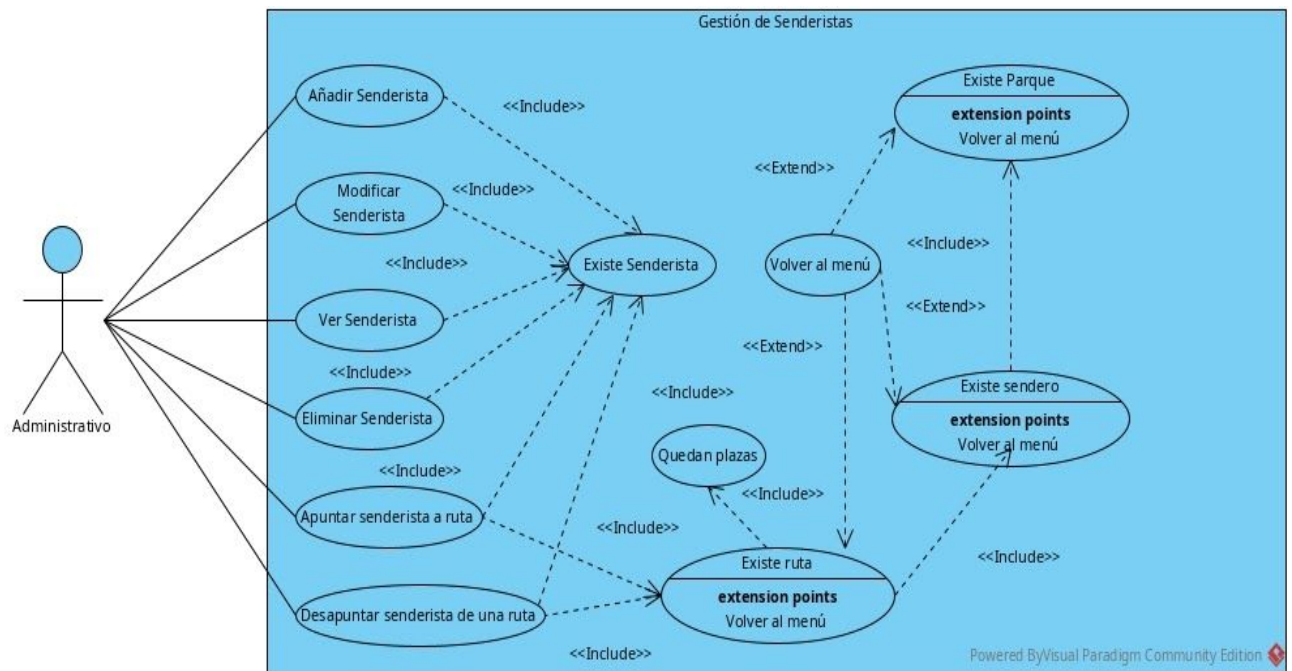 Gestión de Senderistas
Añadir Senderista
<<Include>>
Existe Parque
extension points
Volver al menú
<<Extend>>
Modificar
Senderista
<<Include>>
<<Include>>
Existe Senderista
Volver al menú
<<Include>>
<<Extend>>
Ver Senderista
<<Extend>>
<<Include>>
Eliminar Senderista
<<Include>>
Existe sendero
extension points
Volver al menú
Administrativo
Quedan plazas
<<Include>>
<<Include>>
Apuntar senderista a ruta
<<Include>>
<<Include>>
Existe ruta
extension points
Volver al menú
Desapuntar senderista de una ruta
<<Include>>
Powered ByVisual Paradigm Community Edition